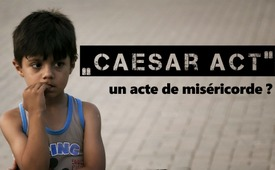 „CAESAR ACT"
un acte de miséricorde ?